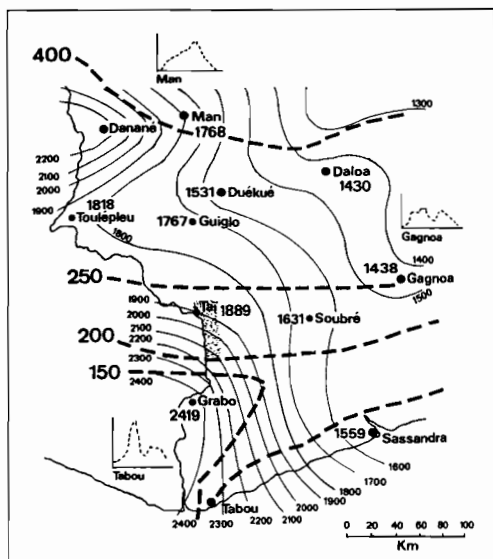 400
Man
Man
1768
1300
Danané
2200
2100
2000
1900
1531 Duékué
Daloa
1430
1818
Toulépleu
1767 Guiglo
1800
Gagnoa
1400
1438
Gagnoa
1500
250
1900
2000
2100
2200
2300
2400
Taï 1889
1631 Soubré
200
150
Grabo
2419
1559
Sassandra
Tabou
Tabou
1600
1700
1800
1900
2000
2100
2200
2300
2400
0 20 40 60 80 100
Km